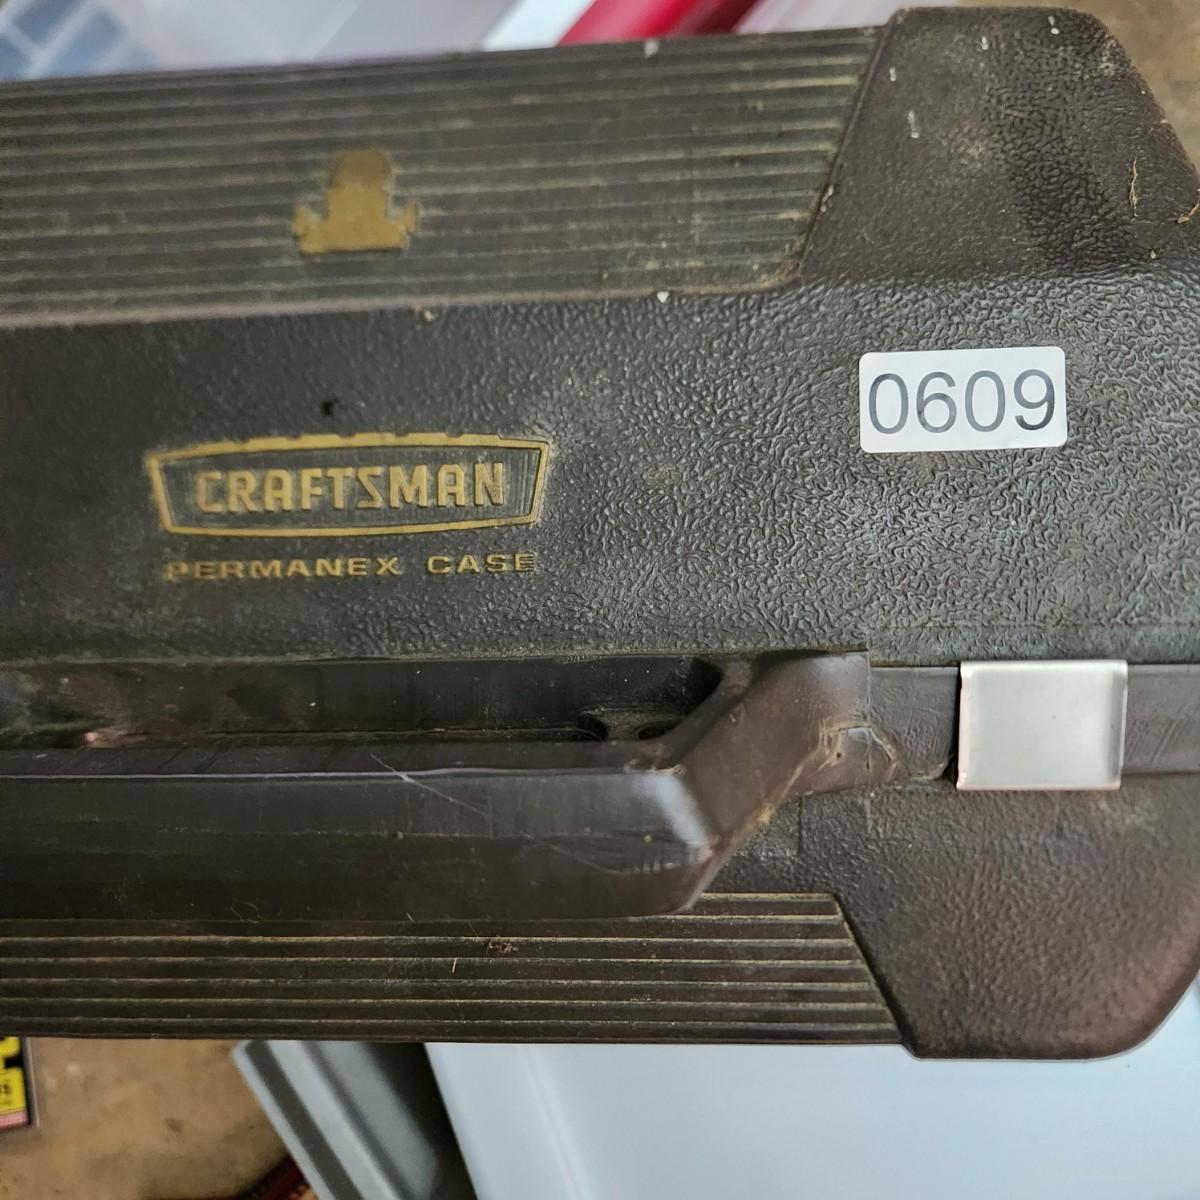 0609
CRAFTSMAN
PERMANEX CASE